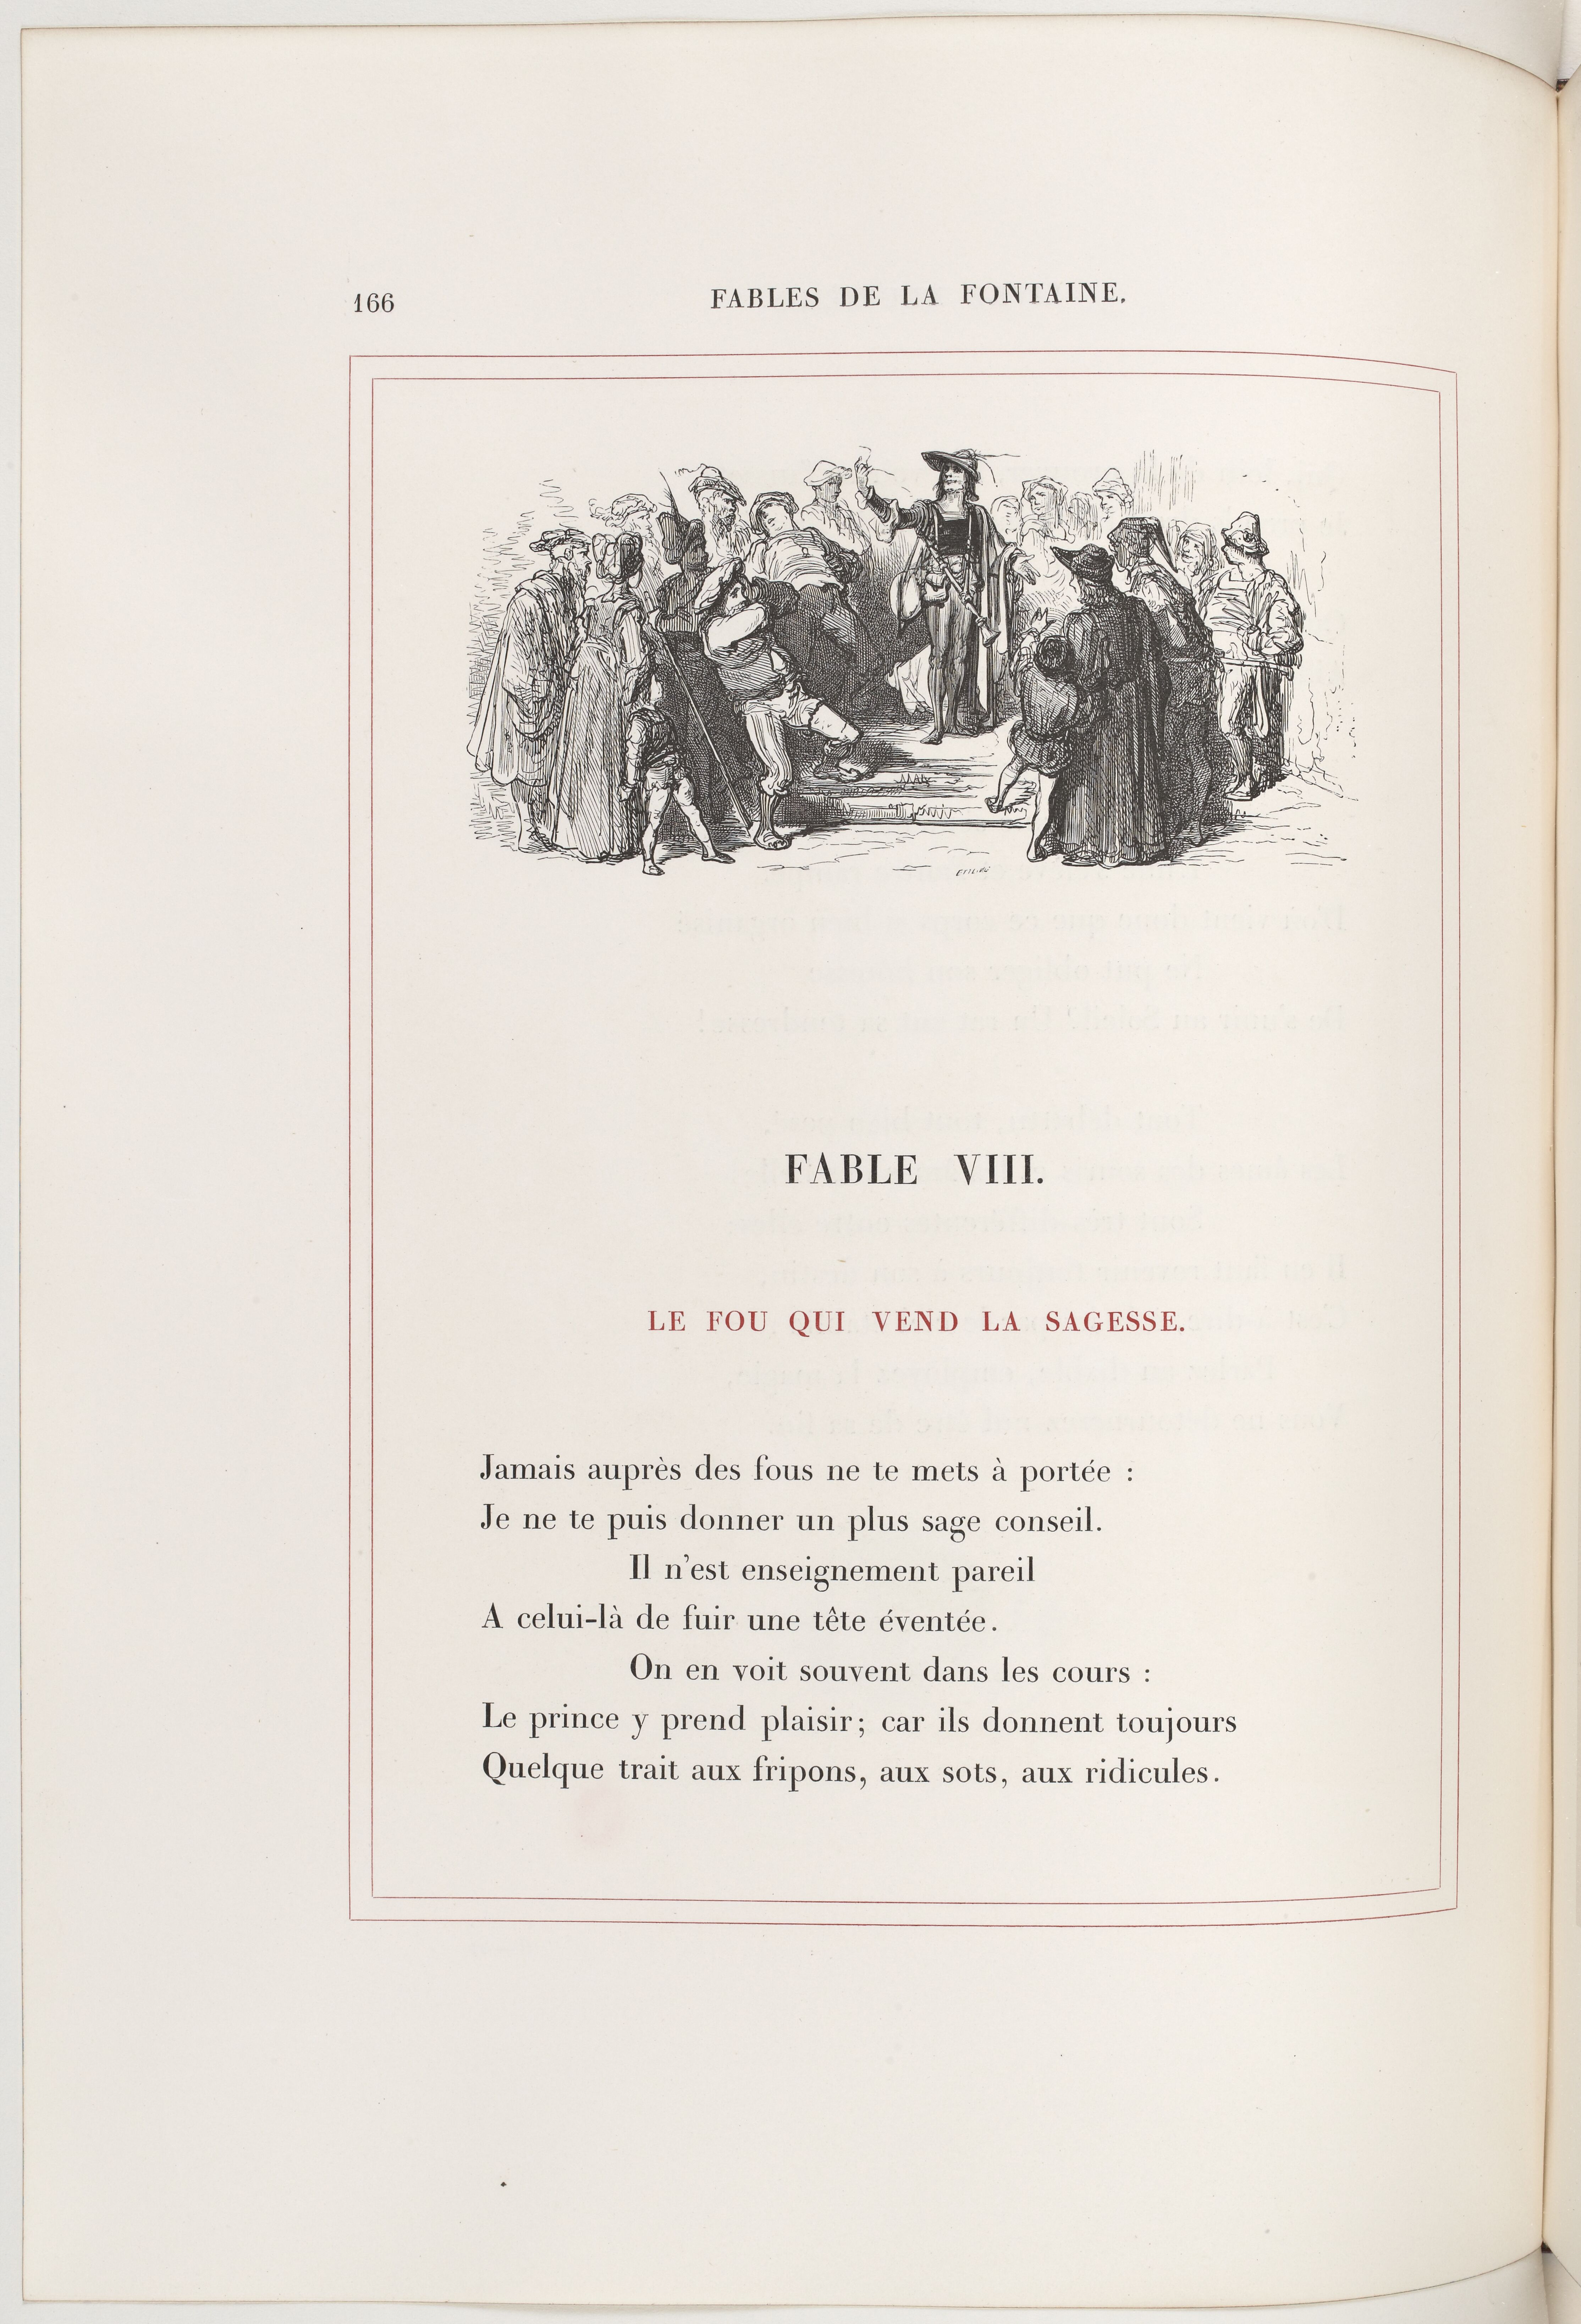 166
FABLES DE LA FONTAINE.
FABLE VIII.
LE FOU QUI VEND LA SAGESSE.
Jamais auprès des fous ne te mets à portée :
Je ne te puis donner un plus sage conseil.
Il n'est enseignement pareil
A celui-là de fuir une tête éventée.
On en voit souvent dans les cours :
Le prince y prend plaisir; car ils donnent toujours
Quelque trait aux fripons, aux sots, aux ridicules.